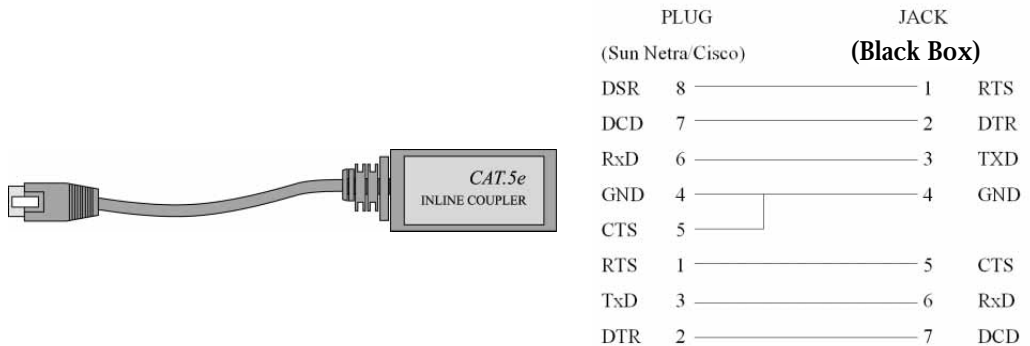 CAT.5e
INLINE COUPLER
PLUG JACK
(Sun Netra/Cisco) (Black Box)
DSR 8 1 RTS
DCD 7 2 DTR
RxD 6 3 TXD
GND 4 4 GND
CTS 5
RTS 1 5 CTS
TxD 3 6 RxD
DTR 2 7 DCD